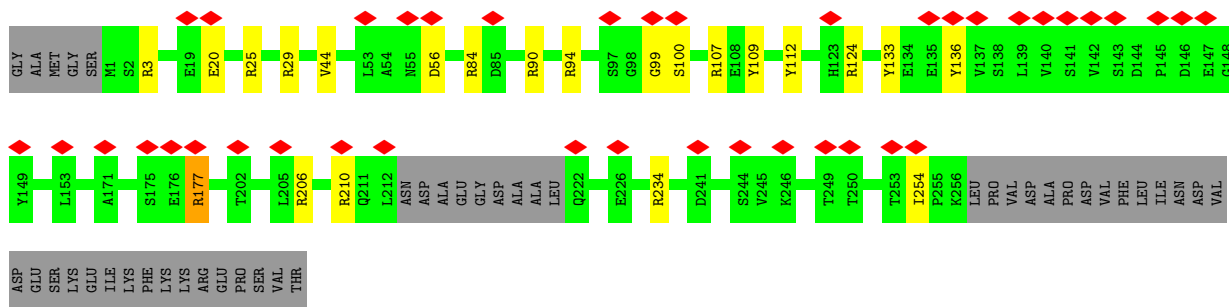 GLY ALA MET GLY SER M1 S2 R3 E19 E20 R25 R29 V44 L53 A54 N55 D56 R84 D85 R90 R94 S97 G98 G99 S100 R107 E108 Y109 Y112 H123 R124 Y133 E134 E135 Y136 V137 S138 L139 V140 S141 V142 S143 D144 P145 D146 E147 G148
Y149 L153 A171 S175 E176 R177 T202 L205 R206 R210 Q211 L212 ASN ASP ALA GLU GLY ASP ALA ALA LEU Q222 E226 R234 D241 S244 V245 K246 T249 T250 T253 I254 P255 K256 LEU PRO VAL ASP ALA PRO ASP VAL PHE LEU ILE ASN ASP ASP VAL
ASP GLU SER LYS GLU ILE LYS PHE LYS LYS ARG GLU PRO SER VAL THR